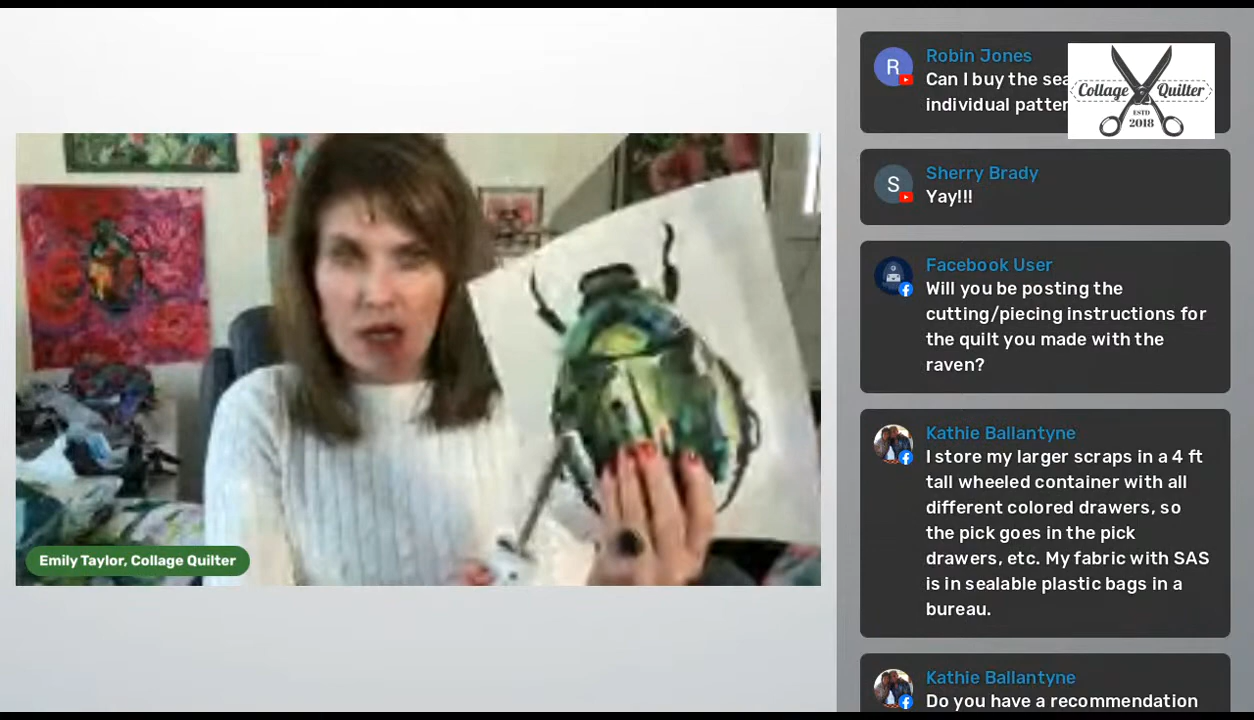 Robin Jones
Can I buy the
individual
Collage Quilter
ESTD
2018
Sherry Brady
Yay!!!
Facebook User
Will you be posting the
cutting/piecing instructions for
the quilt you made with the
raven?
Kathie Ballantyne
I store my larger scraps in a 4 ft
tall wheeled container with all
different colored drawers, so
the pick goes in the pick
drawers, etc. My fabric with SAS
is in sealable plastic bags in a
bureau.
Kathie Ballantyne
Do you have a recommendation
Emily Taylor, Collage Quilter
R
S